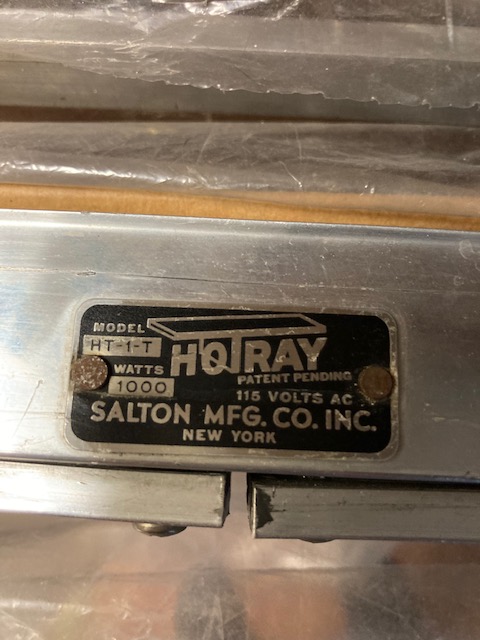 MODEL
HT-1-T
HOTRAY
WATTS
1000
PATENT PENDING
115 VOLTS AC
SALTON MFG. CO. INC.
NEW YORK